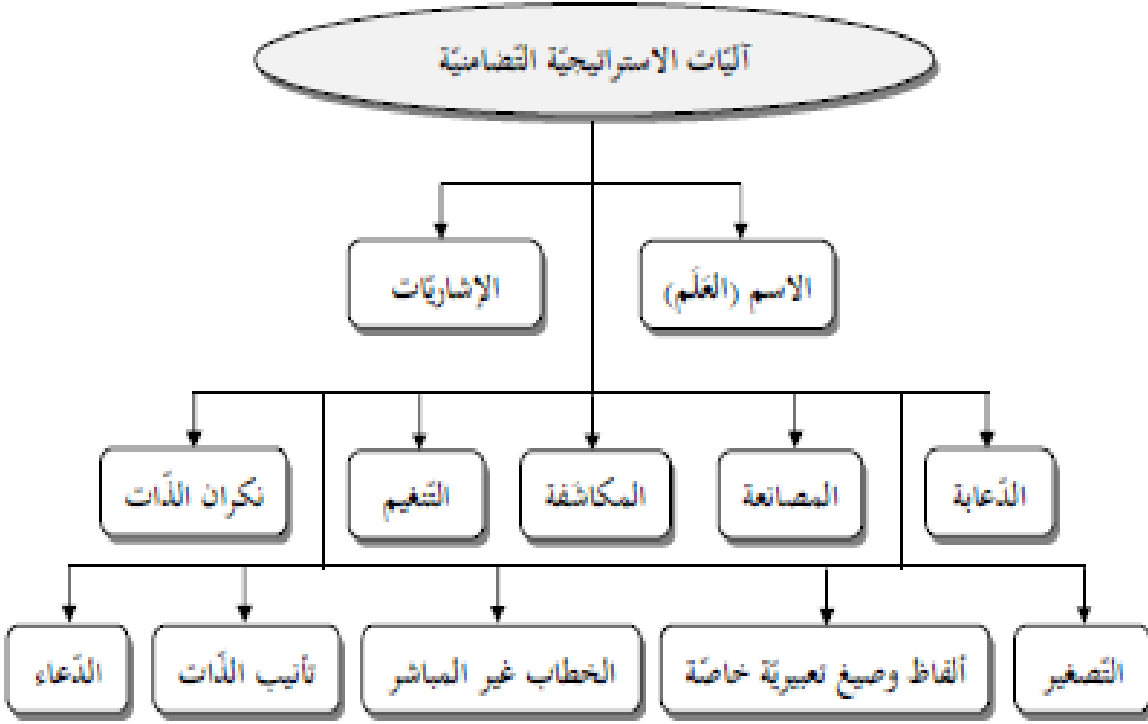 آليّات الاستراتيجيّة التّضامنيّة
الاسم (العَلَم)
الإشاريّات
الدّعابة
المصانعة
المكاشفة
التّنغيم
نكران الذّات
التّصغير
ألفاظ وصيغ تعبيريّة خاصّة
الخطاب غير المباشر
تأنيب الذّات
الدّعاء